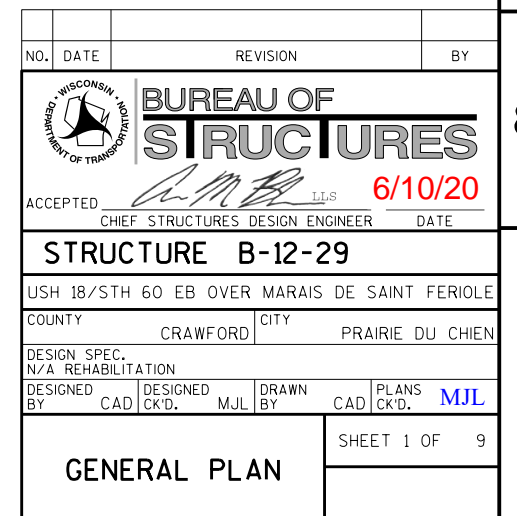 NO. DATE REVISION BY
WISCONSIN
DEPARTMENT OF TRANSPORTATION
BUREAU OF
STRUCTURES
ACCEPTED LLS 6/10/20
CHIEF STRUCTURES DESIGN ENGINEER DATE
STRUCTURE B-12-29
USH 18/STH 60 EB OVER MARAIS DE SAINT FERIOLE
COUNTY CRAWFORD CITY PRAIRIE DU CHIEN
DESIGN SPEC.
N/A REHABILITATION
DESIGNED BY CAD DESIGNED CK'D. MJL DRAWN BY CAD PLANS CK'D. MJL
GENERAL PLAN
SHEET 1 OF 9